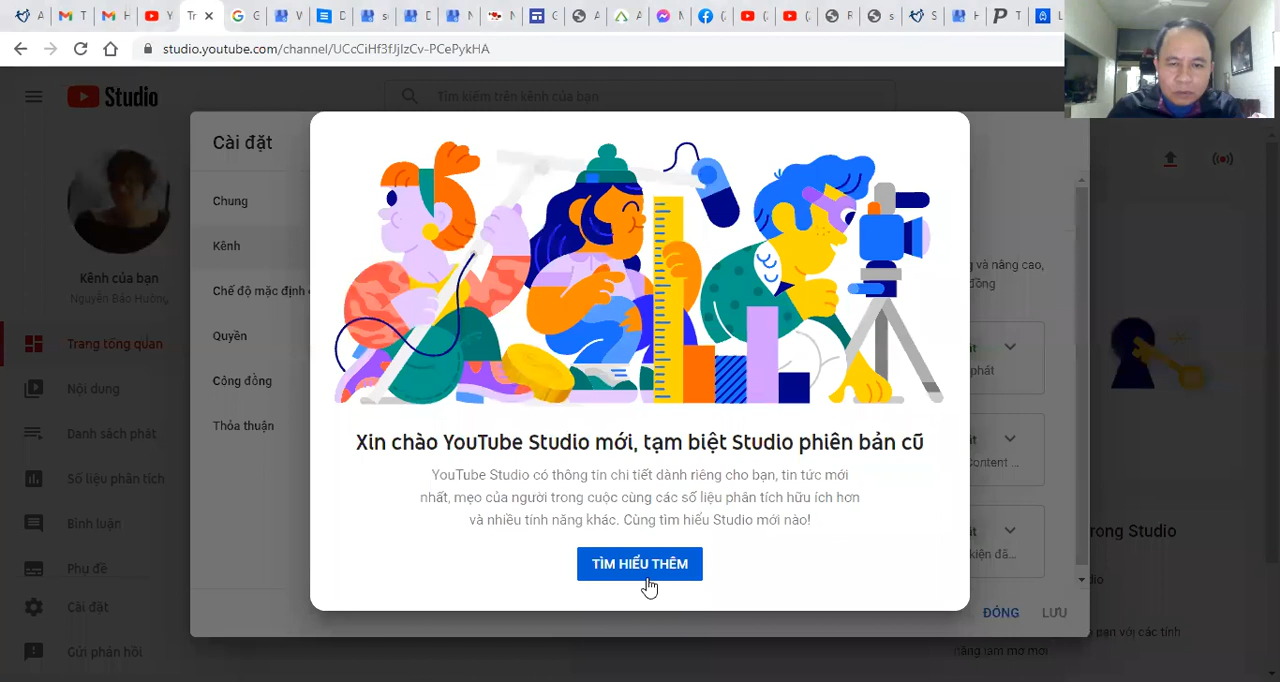 studio.youtube.com/channel/UCcCiHf3fJjIzCv-PCePykHA
Studio
Tìm kiếm trên kênh của bạn
Cài đặt
Chung
Kênh
Chế độ mặc định
Quyền
Cộng đồng
Thỏa thuận
Kênh của bạn
Nguyễn Bảo Hường
Trang tổng quan
Nội dung
Danh sách phát
Số liệu phân tích
Bình luận
Phụ đề
Cài đặt
Gửi phản hồi
Xin chào YouTube Studio mới, tạm biệt Studio phiên bản cũ
YouTube Studio có thông tin chi tiết dành riêng cho bạn, tin tức mới
nhất, mẹo của người trong cuộc cùng các số liệu phân tích hữu ích hơn
và nhiều tính năng khác. Cùng tìm hiểu Studio mới nào!
TÌM HIỂU THÊM
g và nâng cao,
đồng
phát
Content ...
kiện đã...
ĐÓNG
LƯU
rong Studio
bạn với các tính